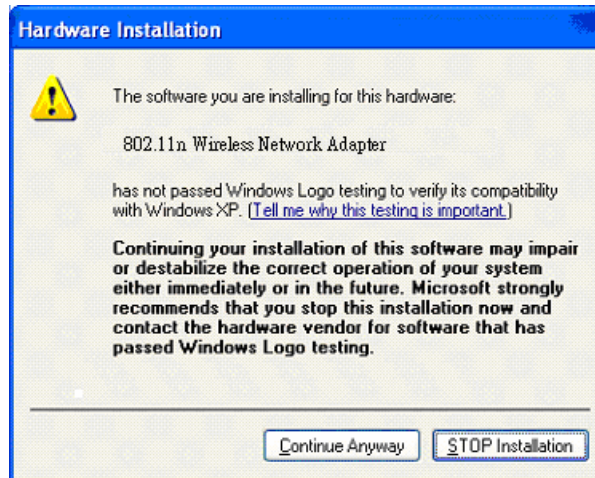 Hardware Installation
The software you are installing for this hardware:
802.11n Wireless Network Adapter
has not passed Windows Logo testing to verify its compatibility
with Windows XP. (Tell me why this testing is important.)
Continuing your installation of this software may impair
or destabilize the correct operation of your system
either immediately or in the future. Microsoft strongly
recommends that you stop this installation now and
contact the hardware vendor for software that has
passed Windows Logo testing.
Continue Anyway
STOP Installation